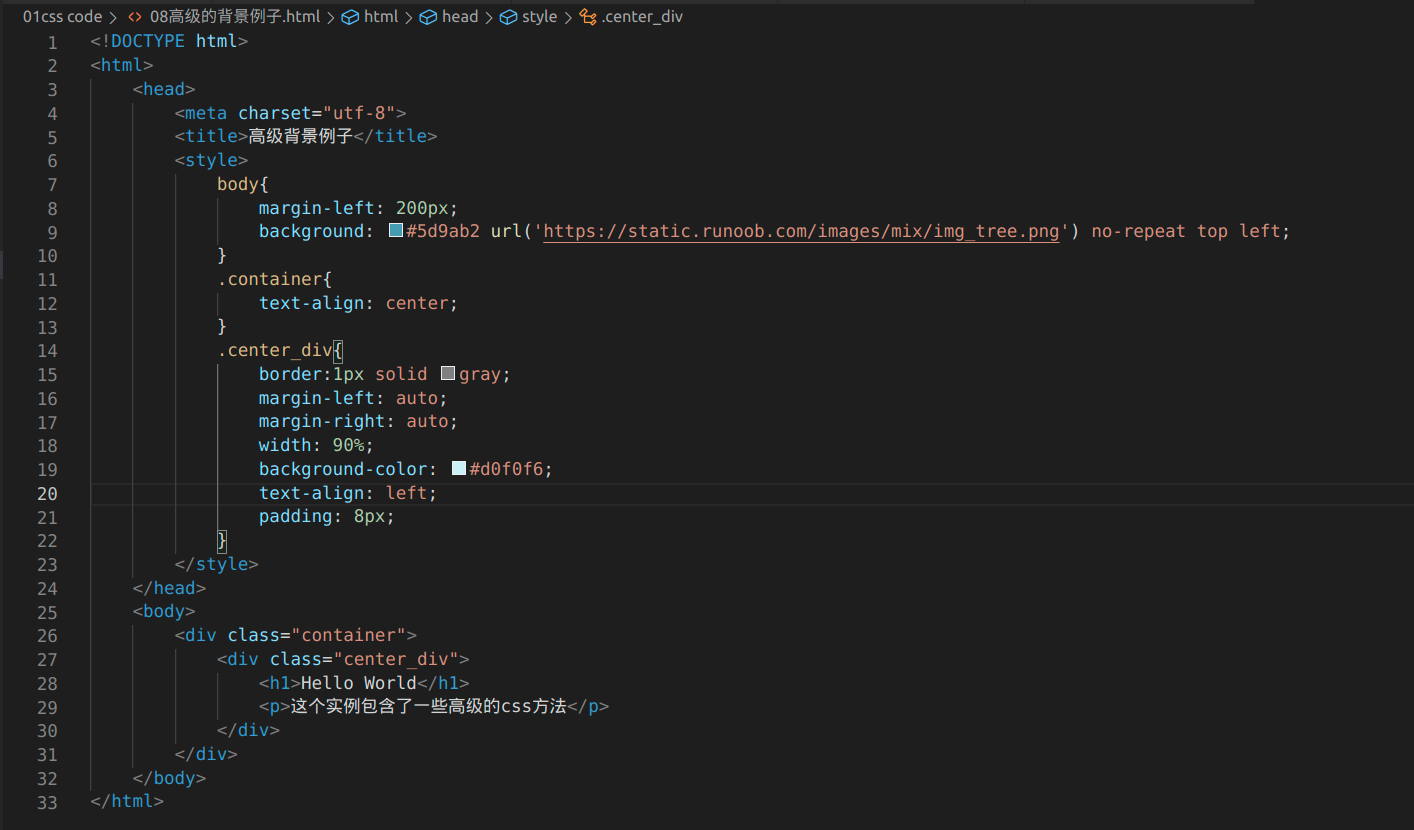 01css code > <> 08高级的背景例子.html > html > head > style > .center_div
1 <!DOCTYPE html>
2 <html>
3     <head>
4         <meta charset="utf-8">
5         <title>高级背景例子</title>
6         <style>
7             body{
8                 margin-left: 200px;
9                 background: #5d9ab2 url('https://static.runoob.com/images/mix/img_tree.png') no-repeat top left;
10             }
11             .container{
12                 text-align: center;
13             }
14             .center_div{
15                 border:1px solid gray;
16                 margin-left: auto;
17                 margin-right: auto;
18                 width: 90%;
19                 background-color: #d0f0f6;
20                 text-align: left;
21                 padding: 8px;
22             }
23         </style>
24     </head>
25     <body>
26         <div class="container">
27             <div class="center_div">
28                 <h1>Hello World</h1>
29                 <p>这个实例包含了一些高级的css方法</p>
30             </div>
31         </div>
32     </body>
33 </html>